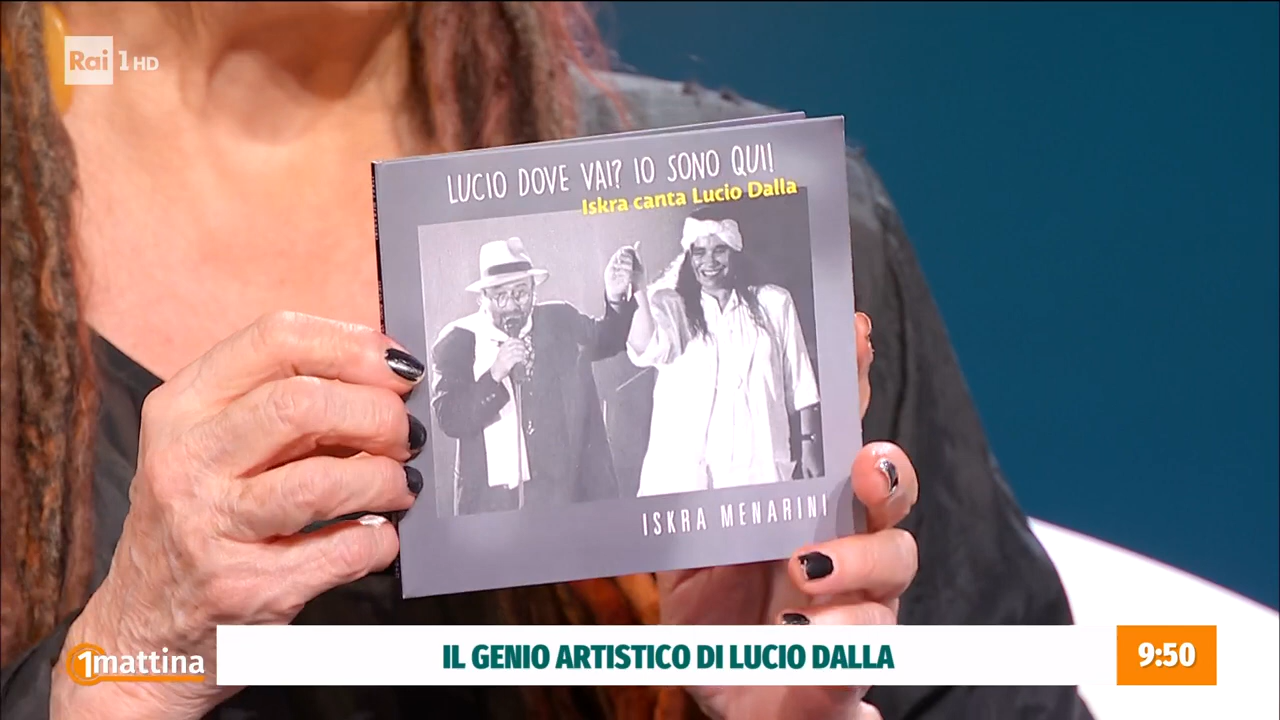 Rai 1 HD
LUCIO DOVE VAI? IO SONO QUI!
Iskra canta Lucio Dalla
ISKRA MENARINI
1mattina
IL GENIO ARTISTICO DI LUCIO DALLA
9:50